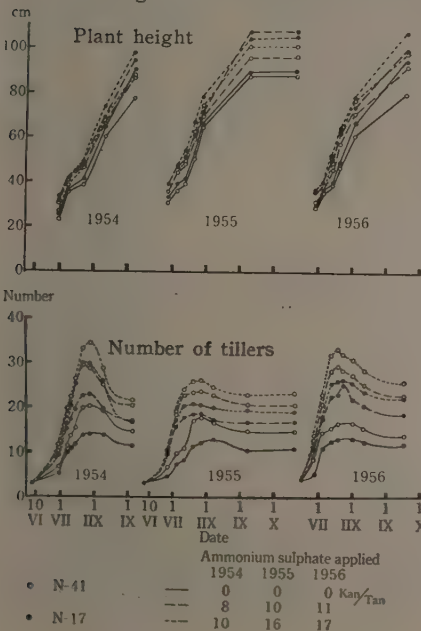 cm
Plant height
100
80
60
40
20
0
1954
1955
1956
Number
40
30
20
10
0
Number of tillers
1954
1955
1956
10 1 1 1 1 1 1 1 1 1 1 1 1
VI VII IIX IX VI VII IIX IX X VII IIX IX X
Date
Ammonium sulphate applied
1954 1955 1956
N-41 0 0 0 Kan/Tan
8 10 11
N-17 10 16 17